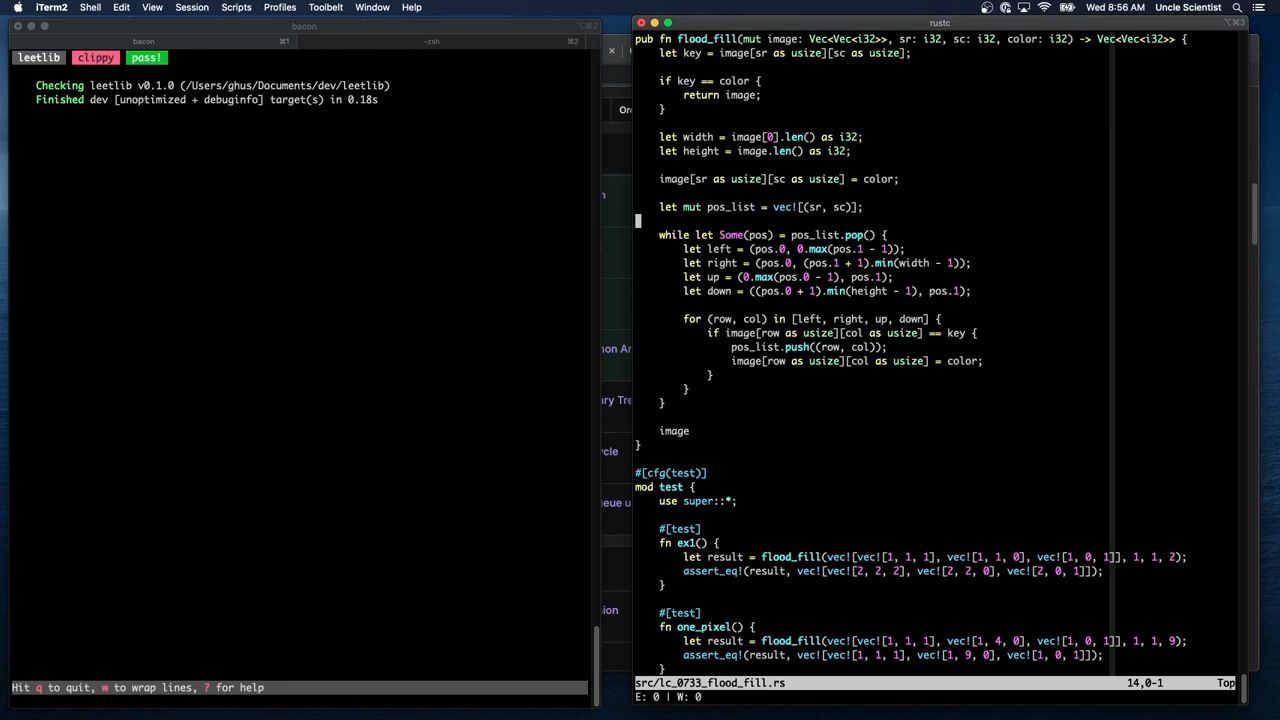 iTerm2 Shell Edit View Session Scripts Profiles Toolbelt Window Help Wed 8:56 AM Uncle Scientist
bacon ⌥⌘2
bacon ⌘1 -zsh ⌘2
leetlib clippy pass!
Checking leetlib v0.1.0 (/Users/ghus/Documents/dev/leetlib)
Finished dev [unoptimized + debuginfo] target(s) in 0.18s
Hit q to quit, w to wrap lines, ? for help
Or
n
mon An
ary Tre
ycle
ueue u
sion
rustc ⌥⌘3
pub fn flood_fill(mut image: Vec<Vec<i32>>, sr: i32, sc: i32, color: i32) -> Vec<Vec<i32>> {
let key = image[sr as usize][sc as usize];
if key == color {
return image;
}
let width = image[0].len() as i32;
let height = image.len() as i32;
image[sr as usize][sc as usize] = color;
let mut pos_list = vec![(sr, sc)];
while let Some(pos) = pos_list.pop() {
let left = (pos.0, 0.max(pos.1 - 1));
let right = (pos.0, (pos.1 + 1).min(width - 1));
let up = (0.max(pos.0 - 1), pos.1);
let down = ((pos.0 + 1).min(height - 1), pos.1);
for (row, col) in [left, right, up, down] {
if image[row as usize][col as usize] == key {
pos_list.push((row, col));
image[row as usize][col as usize] = color;
}
}
}
image
}
#[cfg(test)]
mod test {
use super::*;
#[test]
fn ex1() {
let result = flood_fill(vec![vec![1, 1, 1], vec![1, 1, 0], vec![1, 0, 1]], 1, 1, 2);
assert_eq!(result, vec![vec![2, 2, 2], vec![2, 2, 0], vec![2, 0, 1]]);
}
#[test]
fn one_pixel() {
let result = flood_fill(vec![vec![1, 1, 1], vec![1, 4, 0], vec![1, 0, 1]], 1, 1, 9);
assert_eq!(result, vec![vec![1, 1, 1], vec![1, 9, 0], vec![1, 0, 1]]);
}
src/lc_0733_flood_fill.rs 14,0-1 Top
E: 0 | W: 0